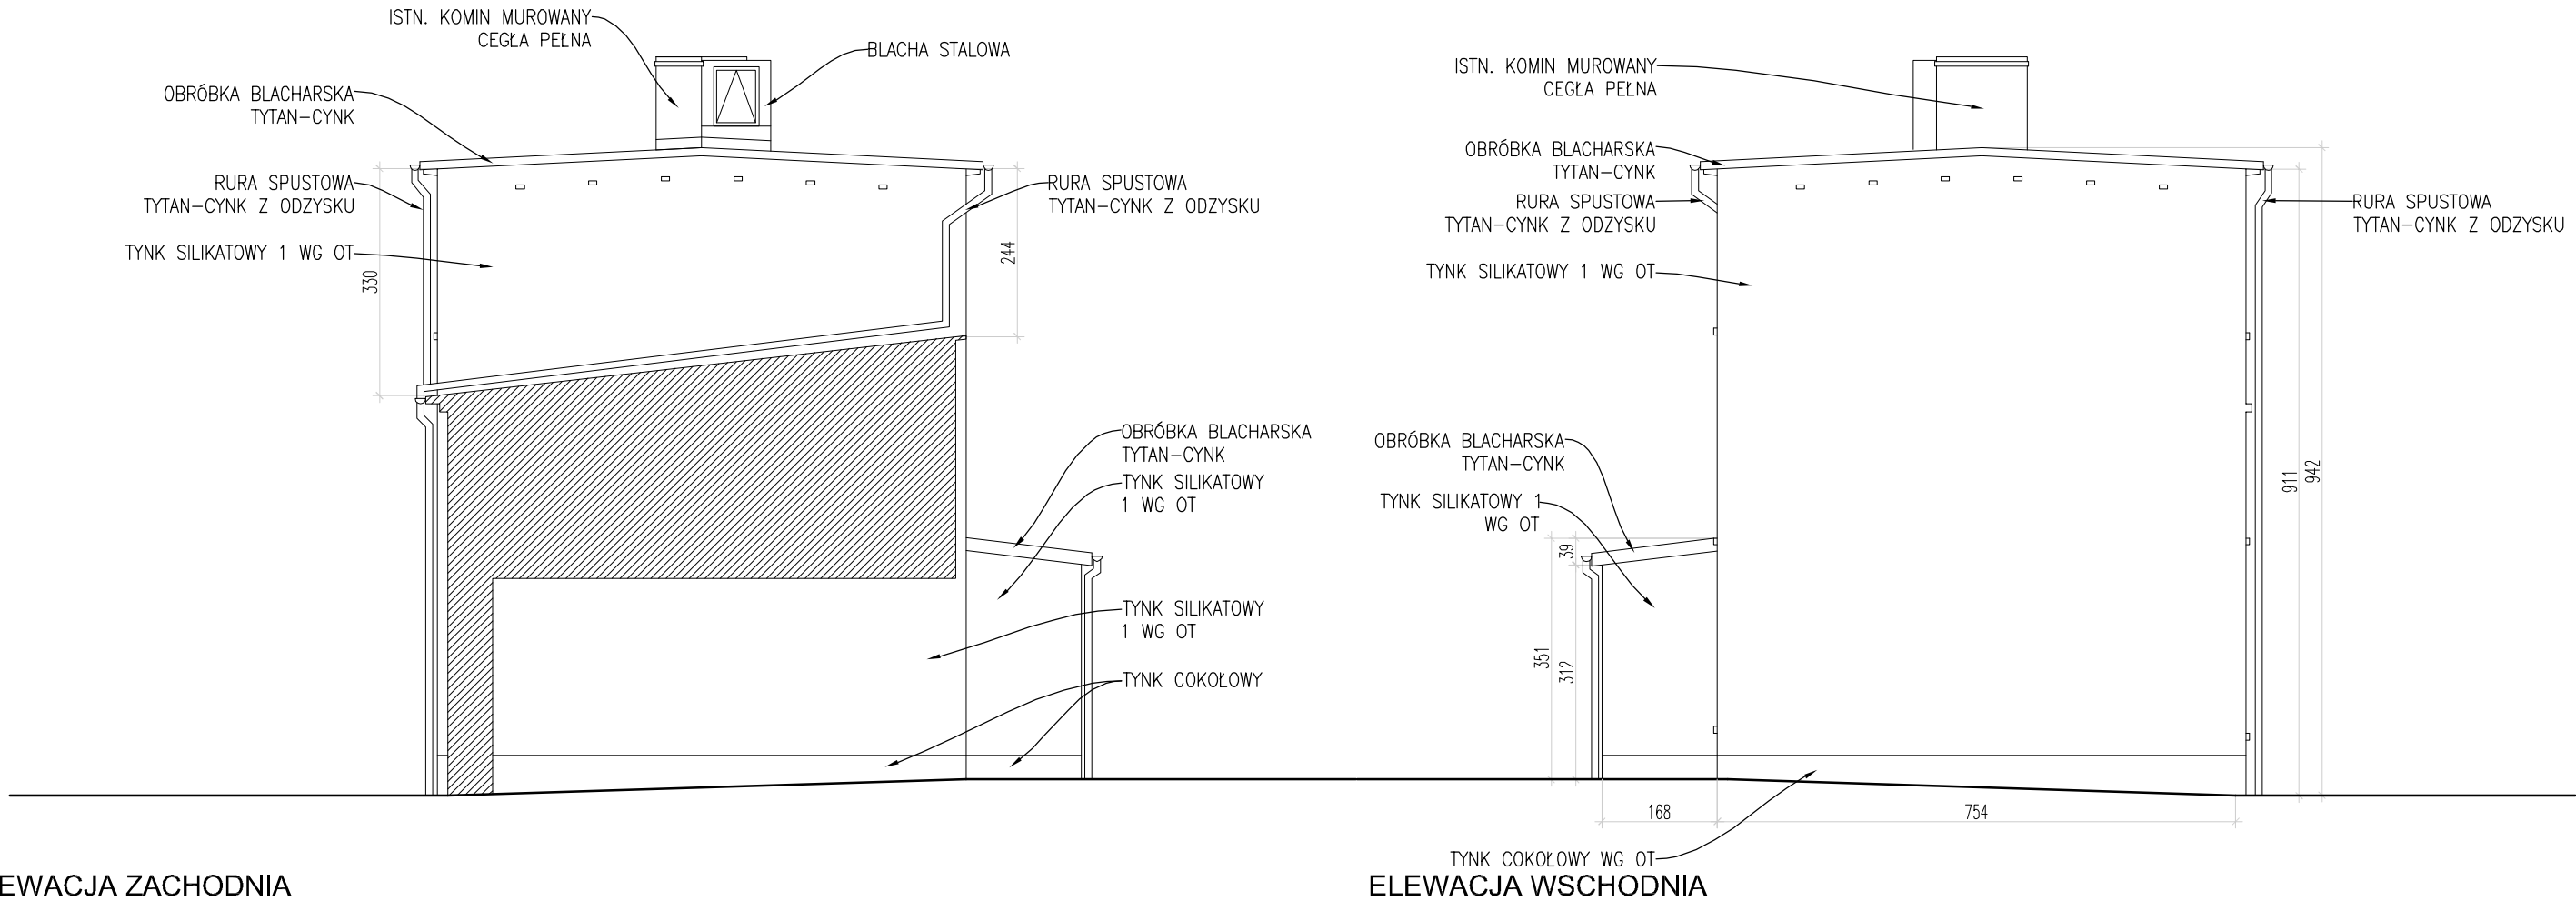 ISTN. KOMIN MUROWANY
CEGŁA PEŁNA
BLACHA STALOWA
OBRÓBKA BLACHARSKA
TYTAN-CYNK
RURA SPUSTOWA
TYTAN-CYNK Z ODZYSKU
RURA SPUSTOWA
TYTAN-CYNK Z ODZYSKU
TYNK SILIKATOWY 1 WG OT
330
244
OBRÓBKA BLACHARSKA
TYTAN-CYNK
TYNK SILIKATOWY
1 WG OT
TYNK SILIKATOWY
1 WG OT
TYNK COKOŁOWY
EWACJA ZACHODNIA
ISTN. KOMIN MUROWANY
CEGŁA PEŁNA
OBRÓBKA BLACHARSKA
TYTAN-CYNK
RURA SPUSTOWA
TYTAN-CYNK Z ODZYSKU
RURA SPUSTOWA
TYTAN-CYNK Z ODZYSKU
TYNK SILIKATOWY 1 WG OT
OBRÓBKA BLACHARSKA
TYTAN-CYNK
TYNK SILIKATOWY 1
WG OT
39
351
312
911
942
168
754
TYNK COKOŁOWY WG OT
ELEWACJA WSCHODNIA